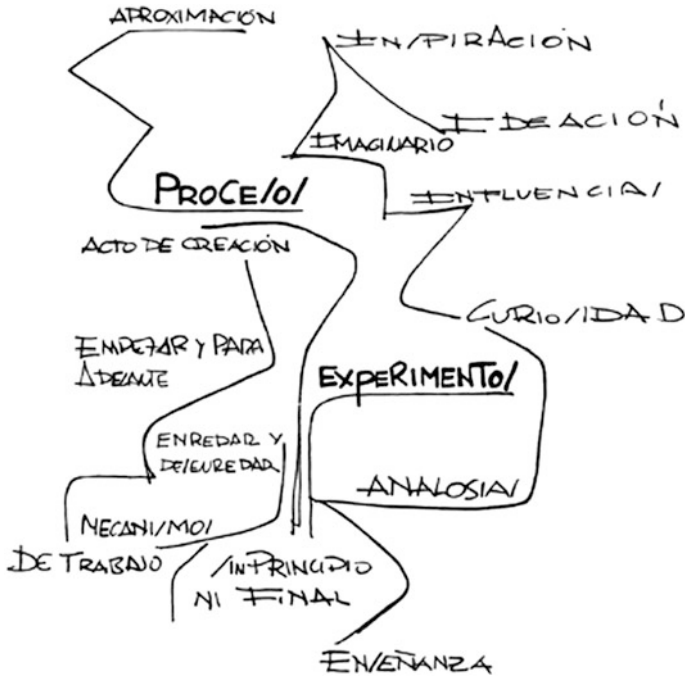 APROXIMACIÓN
INSPIRACIÓN
IDEACIÓN
IMAGINARIO
PROCESOS
INFLUENCIAS
ACTO DE CREACIÓN
CURIOSIDAD
EMPEZAR Y PARA
ADELANTE
EXPERIMENTOS
ENREDAR Y
DESENREDAR
ANALOGIAS
MECANISMOS
DE TRABAJO
SIN PRINCIPIO
NI FINAL
ENSEÑANZA